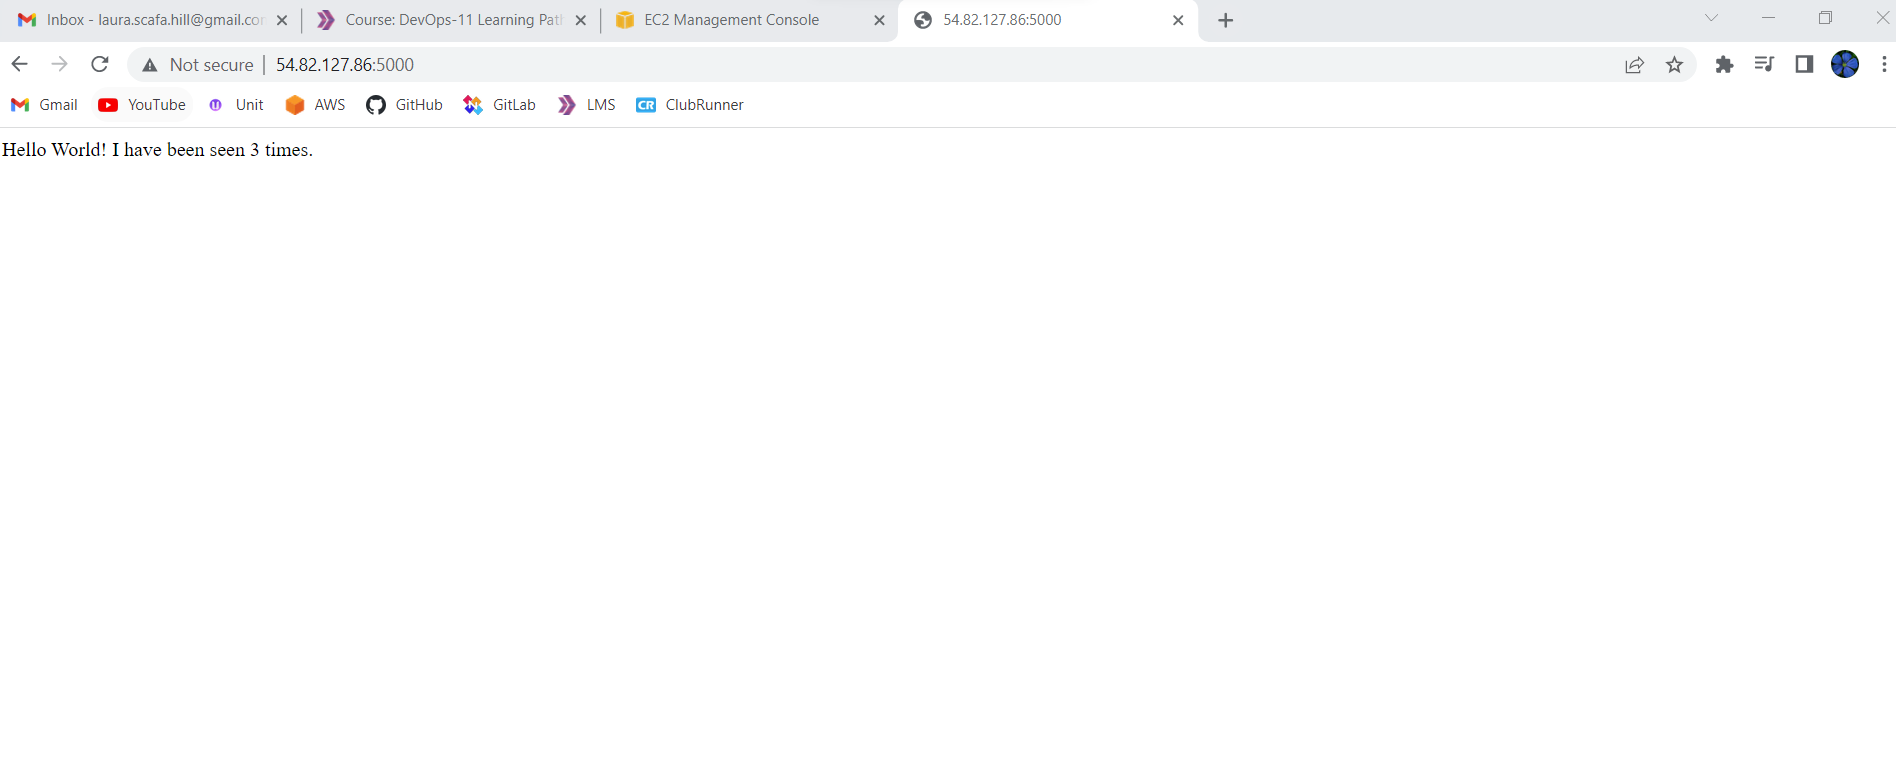 Inbox - laura.scafa.hill@gmail.co
Course: DevOps-11 Learning Pat
EC2 Management Console
54.82.127.86:5000
Not secure | 54.82.127.86:5000
Gmail
YouTube
Unit
AWS
GitHub
GitLab
LMS
CR ClubRunner
Hello World! I have been seen 3 times.